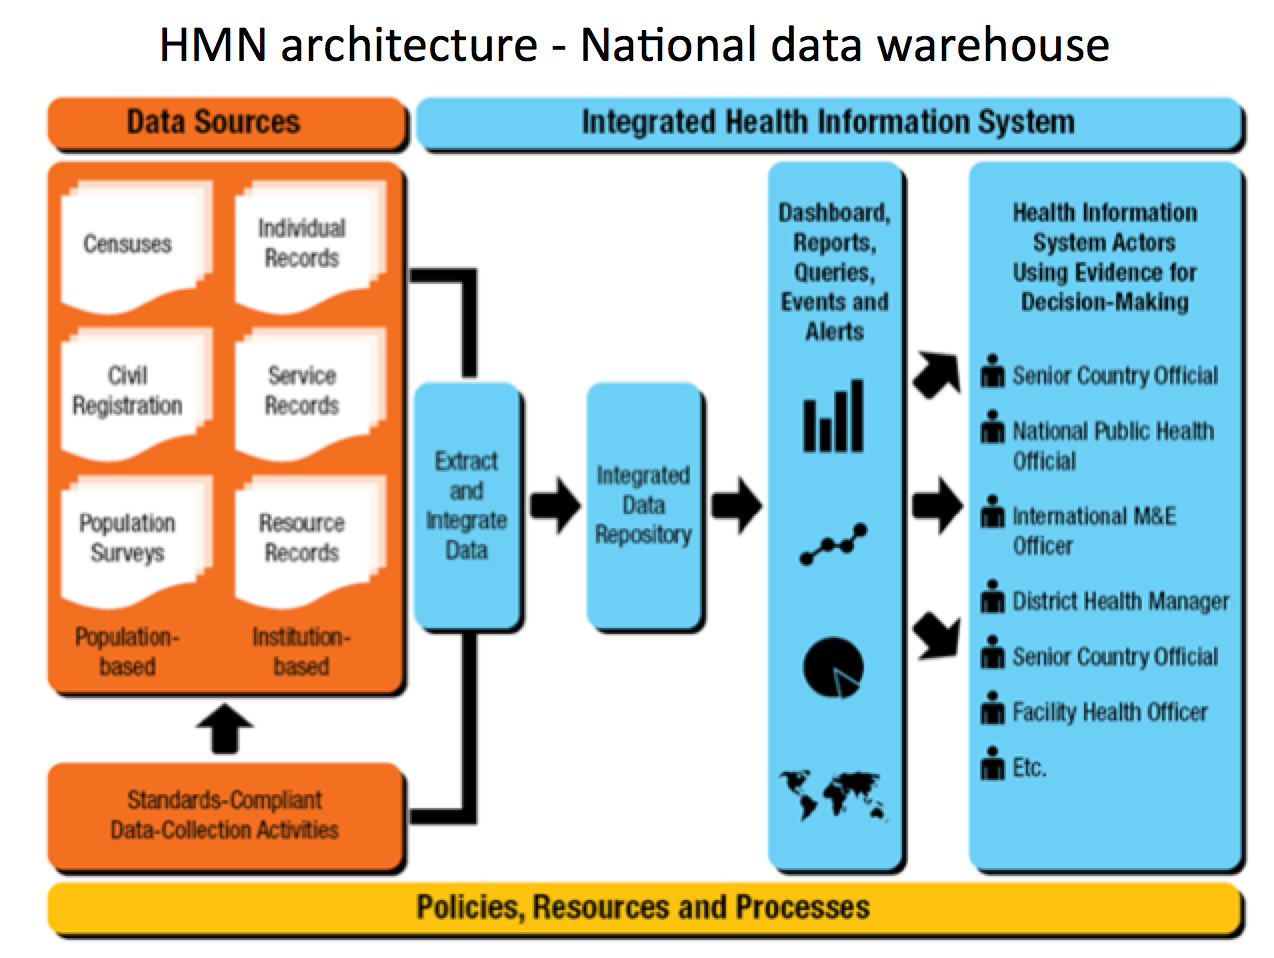 HMN architecture - National data warehouse
Data Sources
Integrated Health Information System
Censuses
Individual
Records
Civil
Registration
Service
Records
Population
Surveys
Resource
Records
Population-
based
Institution-
based
Standards-Compliant
Data-Collection Activities
Extract
and
Integrate
Data
Integrated
Data
Repository
Dashboard,
Reports,
Queries,
Events and
Alerts
Health Information
System Actors
Using Evidence for
Decision-Making
Senior Country Official
National Public Health
Official
International M&E
Officer
District Health Manager
Senior Country Official
Facility Health Officer
Etc.
Policies, Resources and Processes